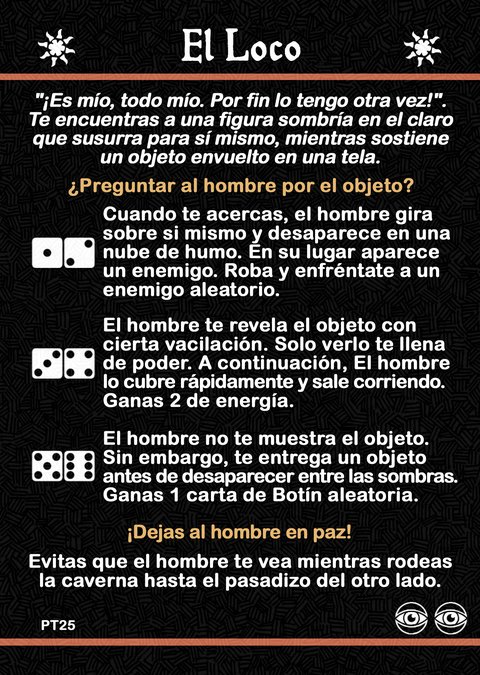 El Loco
"¡Es mío, todo mío. Por fin lo tengo otra vez!".
Te encuentras a una figura sombría en el claro
que susurra para sí mismo, mientras sostiene
un objeto envuelto en una tela.
¿Preguntar al hombre por el objeto?
Cuando te acercas, el hombre gira
sobre si mismo y desaparece en una
nube de humo. En su lugar aparece
un enemigo. Roba y enfréntate a un
enemigo aleatorio.
El hombre te revela el objeto con
cierta vacilación. Solo verlo te llena
de poder. A continuación, El hombre
lo cubre rápidamente y sale corriendo.
Ganas 2 de energía.
El hombre no te muestra el objeto.
Sin embargo, te entrega un objeto
antes de desaparecer entre las sombras.
Ganas 1 carta de Botín aleatoria.
¡Dejas al hombre en paz!
Evitas que el hombre te vea mientras rodeas
la caverna hasta el pasadizo del otro lado.
PT25